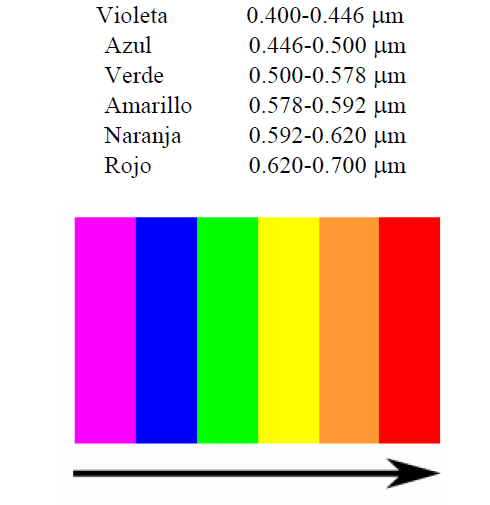 Violeta 0.400-0.446 μm
Azul 0.446-0.500 μm
Verde 0.500-0.578 μm
Amarillo 0.578-0.592 μm
Naranja 0.592-0.620 μm
Rojo 0.620-0.700 μm